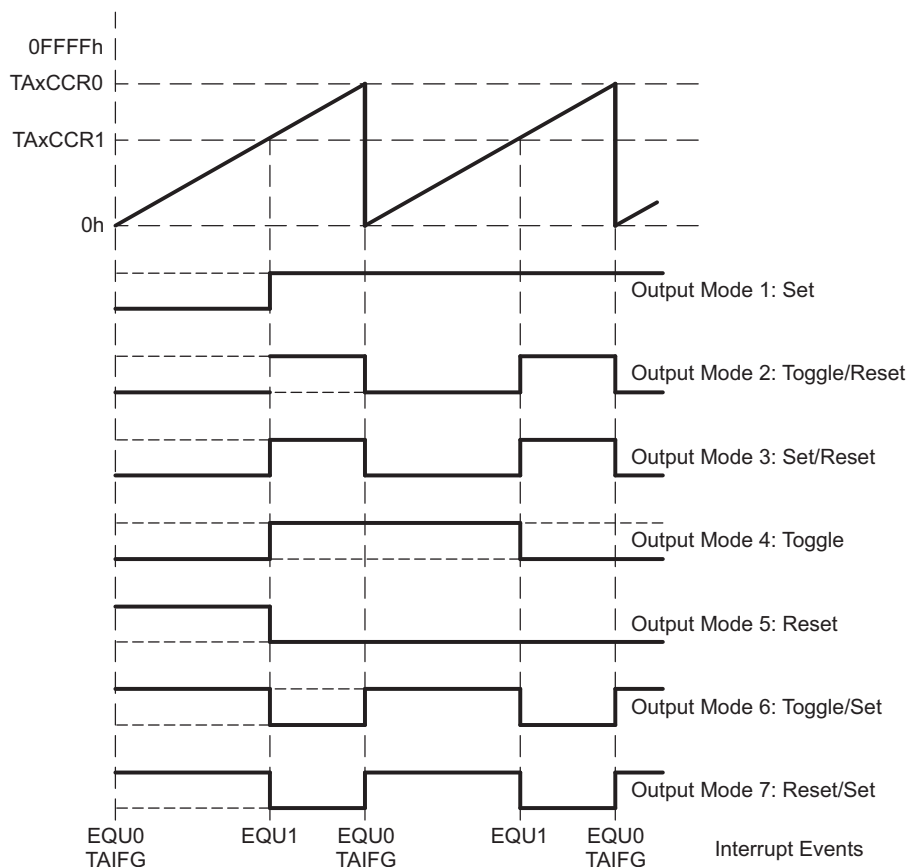 0FFFFh
TAxCCR0
TAxCCR1
0h
Output Mode 1: Set
Output Mode 2: Toggle/Reset
Output Mode 3: Set/Reset
Output Mode 4: Toggle
Output Mode 5: Reset
Output Mode 6: Toggle/Set
Output Mode 7: Reset/Set
EQU0 EQU1 EQU0 EQU1 EQU0
TAIFG TAIFG TAIFG
Interrupt Events